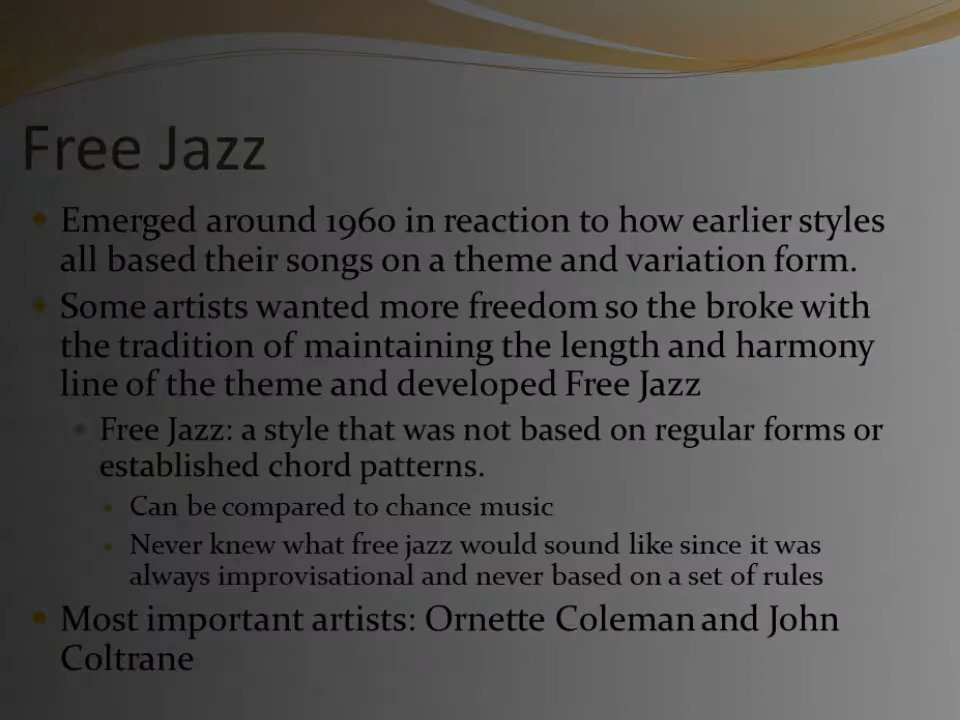 Free Jazz
Emerged around 1960 in reaction to how earlier styles
all based their songs on a theme and variation form.
Some artists wanted more freedom so the broke with
the tradition of maintaining the length and harmony
line of the theme and developed Free Jazz
Free Jazz: a style that was not based on regular forms or
established chord patterns.
Can be compared to chance music
Never knew what free jazz would sound like since it was
always improvisational and never based on a set of rules
Most important artists: Ornette Coleman and John
Coltrane